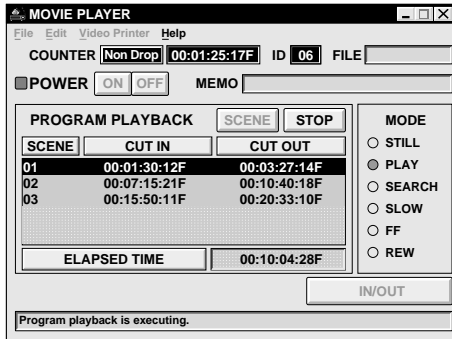 MOVIE PLAYER
File Edit Video Printer Help
COUNTER Non Drop 00:01:25:17F ID 06 FILE
POWER ON OFF MEMO
PROGRAM PLAYBACK SCENE STOP
SCENE CUT IN CUT OUT
01 00:01:30:12F 00:03:27:14F
02 00:07:15:21F 00:10:40:18F
03 00:15:50:11F 00:20:33:10F
ELAPSED TIME 00:10:04:28F
MODE
STILL
PLAY
SEARCH
SLOW
FF
REW
IN/OUT
Program playback is executing.